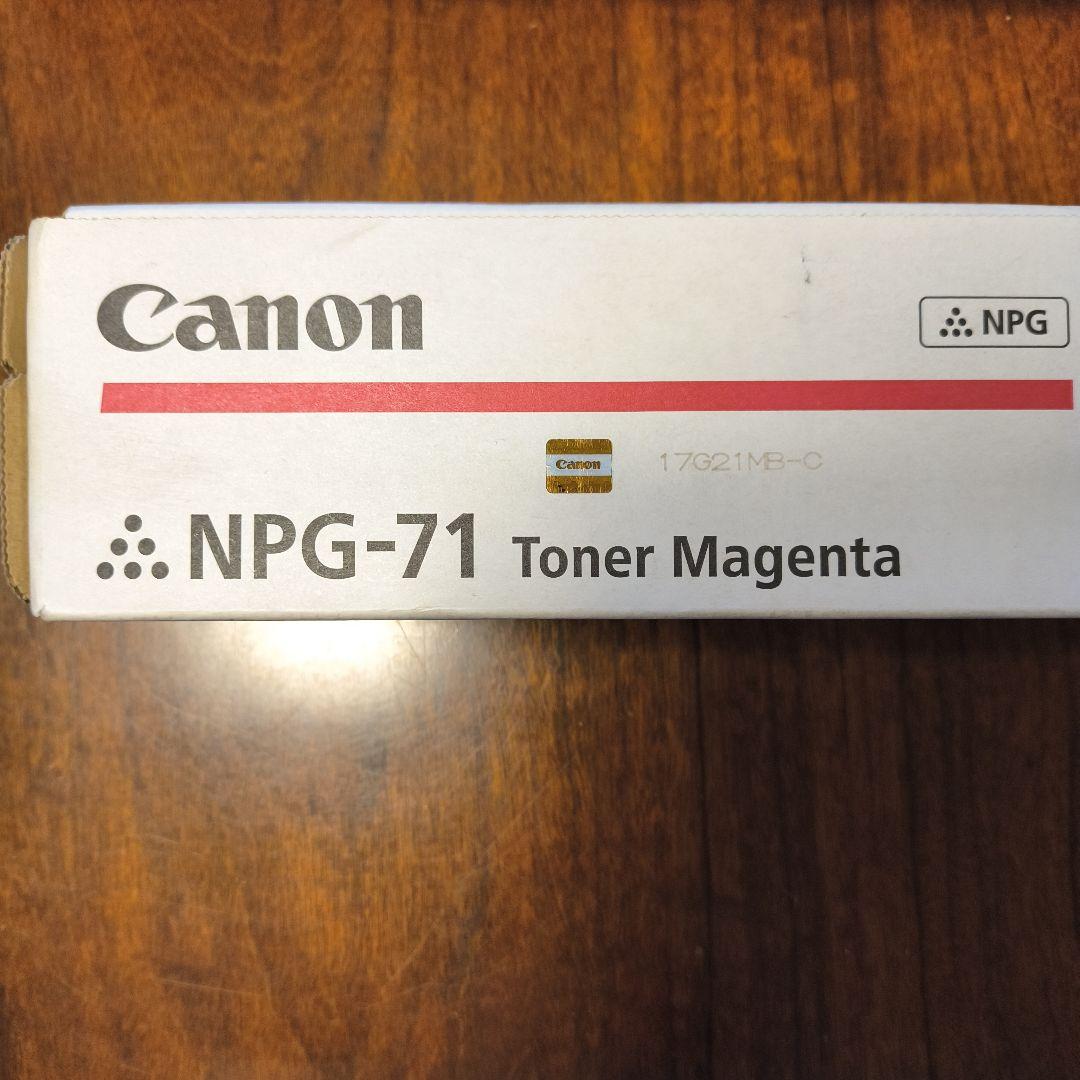 Canon
NPG
Canon
17G21MB-C
NPG-71 Toner Magenta